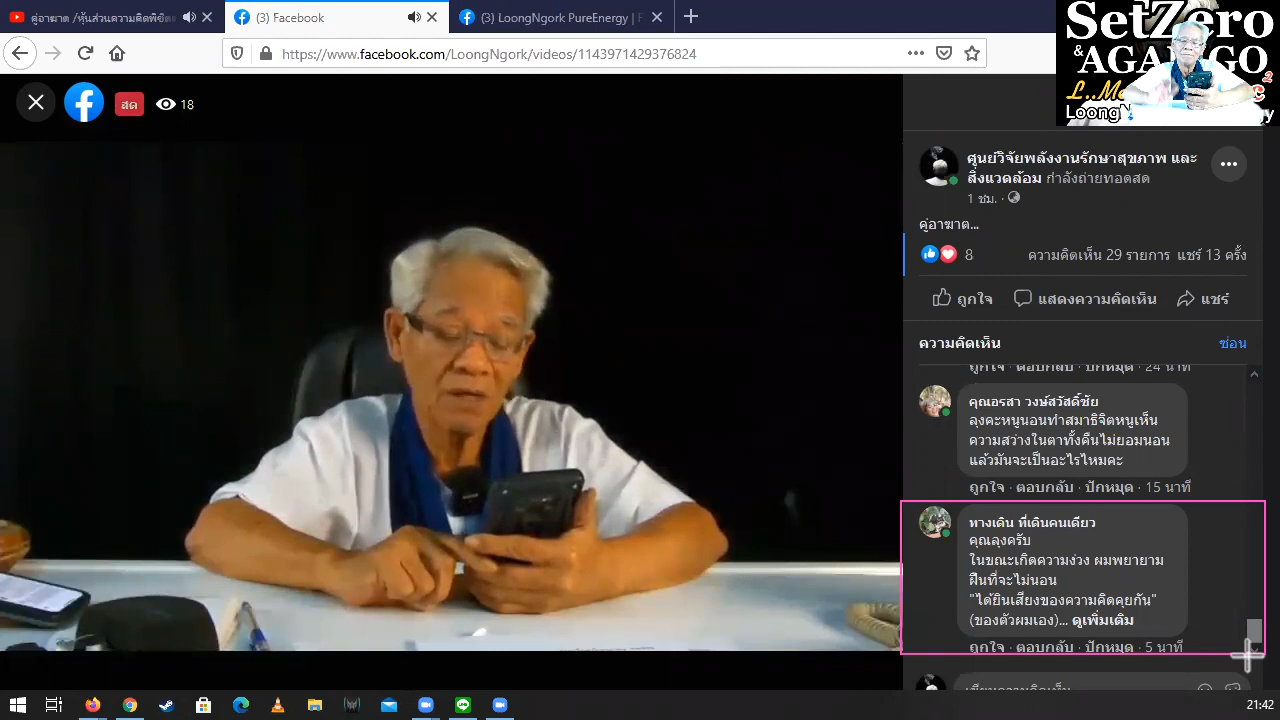 คู่อาฆาต /หุ้นส่วนความคิดพิชิต
(3) Facebook
(3) LoongNgork PureEnergy | F
https://www.facebook.com/LoongNgork/videos/1143971429376824
SetZero
&
L..Me
LoongN
สด
18
ศูนย์วิจัยพลังงานรักษาสุขภาพ และ
สิ่งแวดล้อม กำลังถ่ายทอดสด
1 ชม. ·
คู่อาฆาต...
8
ความคิดเห็น 29 รายการ แชร์ 13 ครั้ง
ถูกใจ
แสดงความคิดเห็น
แชร์
ความคิดเห็น
ซ่อน
ถูกใจ · ตอบกลับ · ปักหมุด · 24 นาที
คุณอรสา วงษ์สวัสดิ์ชัย
ลุงคะหนูนอนทำสมาธิจิตหนูเห็น
ความสว่างในตาทั้งคืนไม่ยอมนอน
แล้วมันจะเป็นอะไรไหมคะ
ถูกใจ · ตอบกลับ · ปักหมุด · 15 นาที
ทางเดิน ที่เดินคนเดียว
คุณลุงครับ
ในขณะเกิดความง่วง ผมพยายาม
ฝืนที่จะไม่นอน
"ได้ยินเสียงของความคิดคุยกัน"
(ของตัวผมเอง)... ดูเพิ่มเติม
ถูกใจ · ตอบกลับ · ปักหมุด · 5 นาที
เขียนความคิดเห็น
21:42